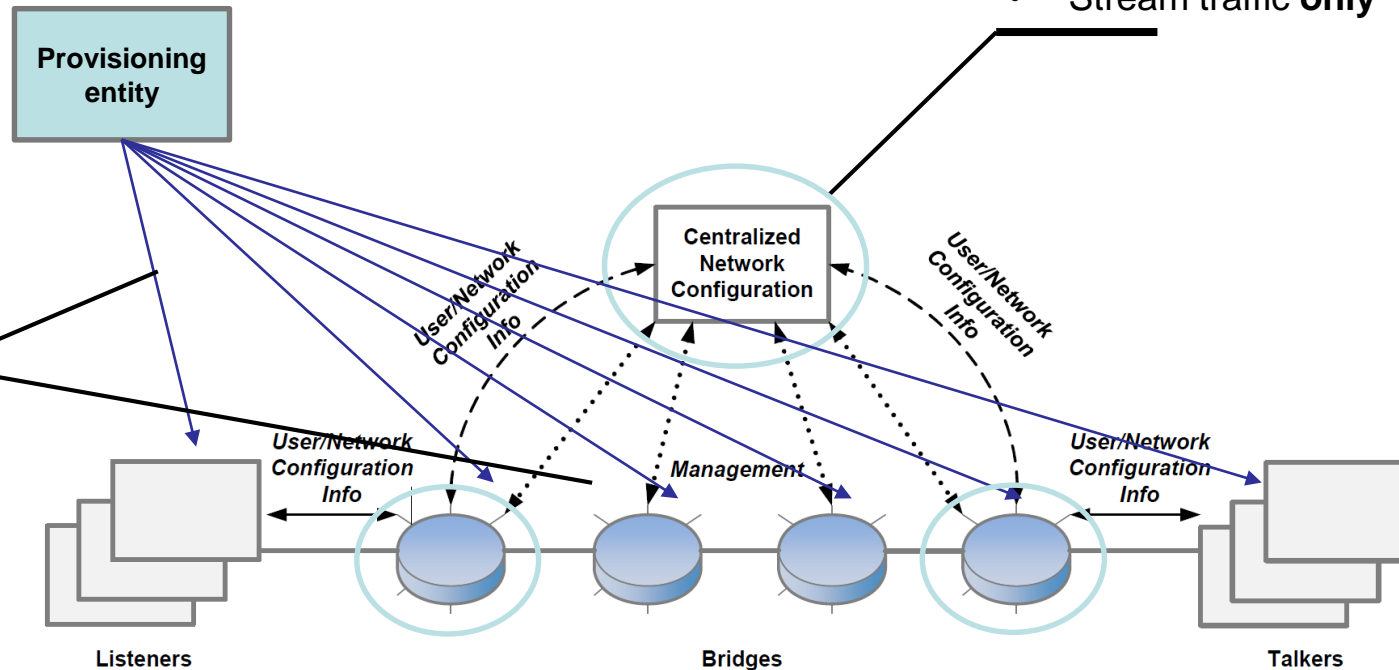 • Stream traffic only
Provisioning
entity
Centralized
Network
Configuration
User/Network
Configuration
Info
User/Network
Configuration
Info
User/Network
Configuration
Info
Management
User/Network
Configuration
Info
Listeners
Bridges
Talkers